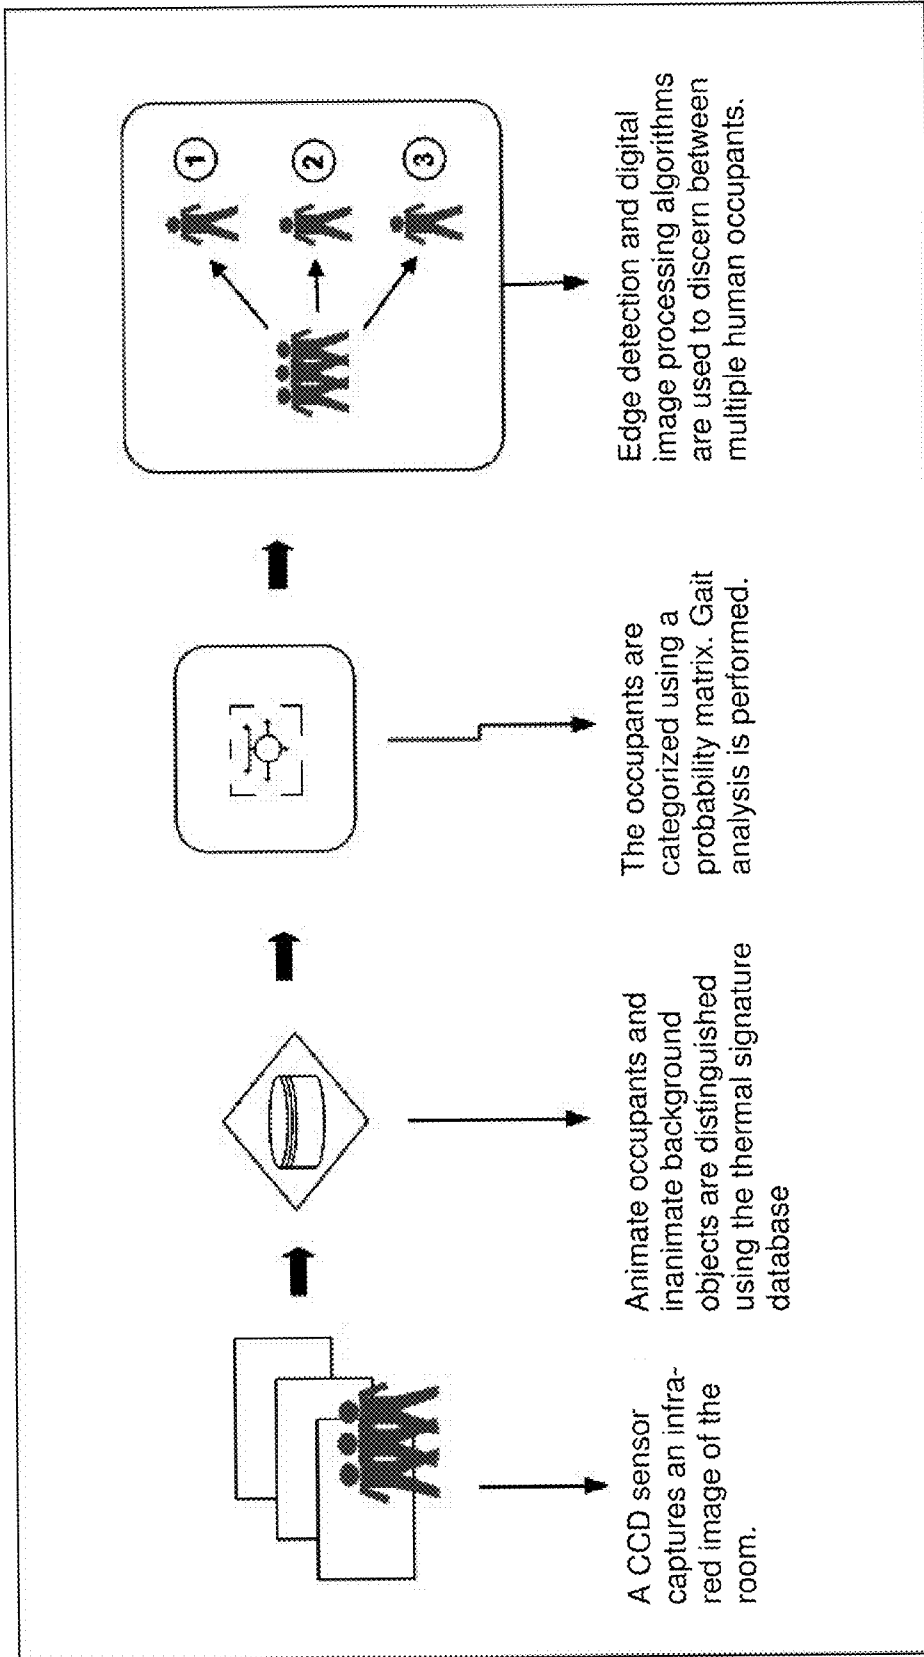 A CCD sensor
captures an infra-
red image of the
room.
Animate occupants and
inanimate background
objects are distinguished
using the thermal signature
database
The occupants are
categorized using a
probability matrix. Gait
analysis is performed.
1
2
3
Edge detection and digital
image processing algorithms
are used to discern between
multiple human occupants.